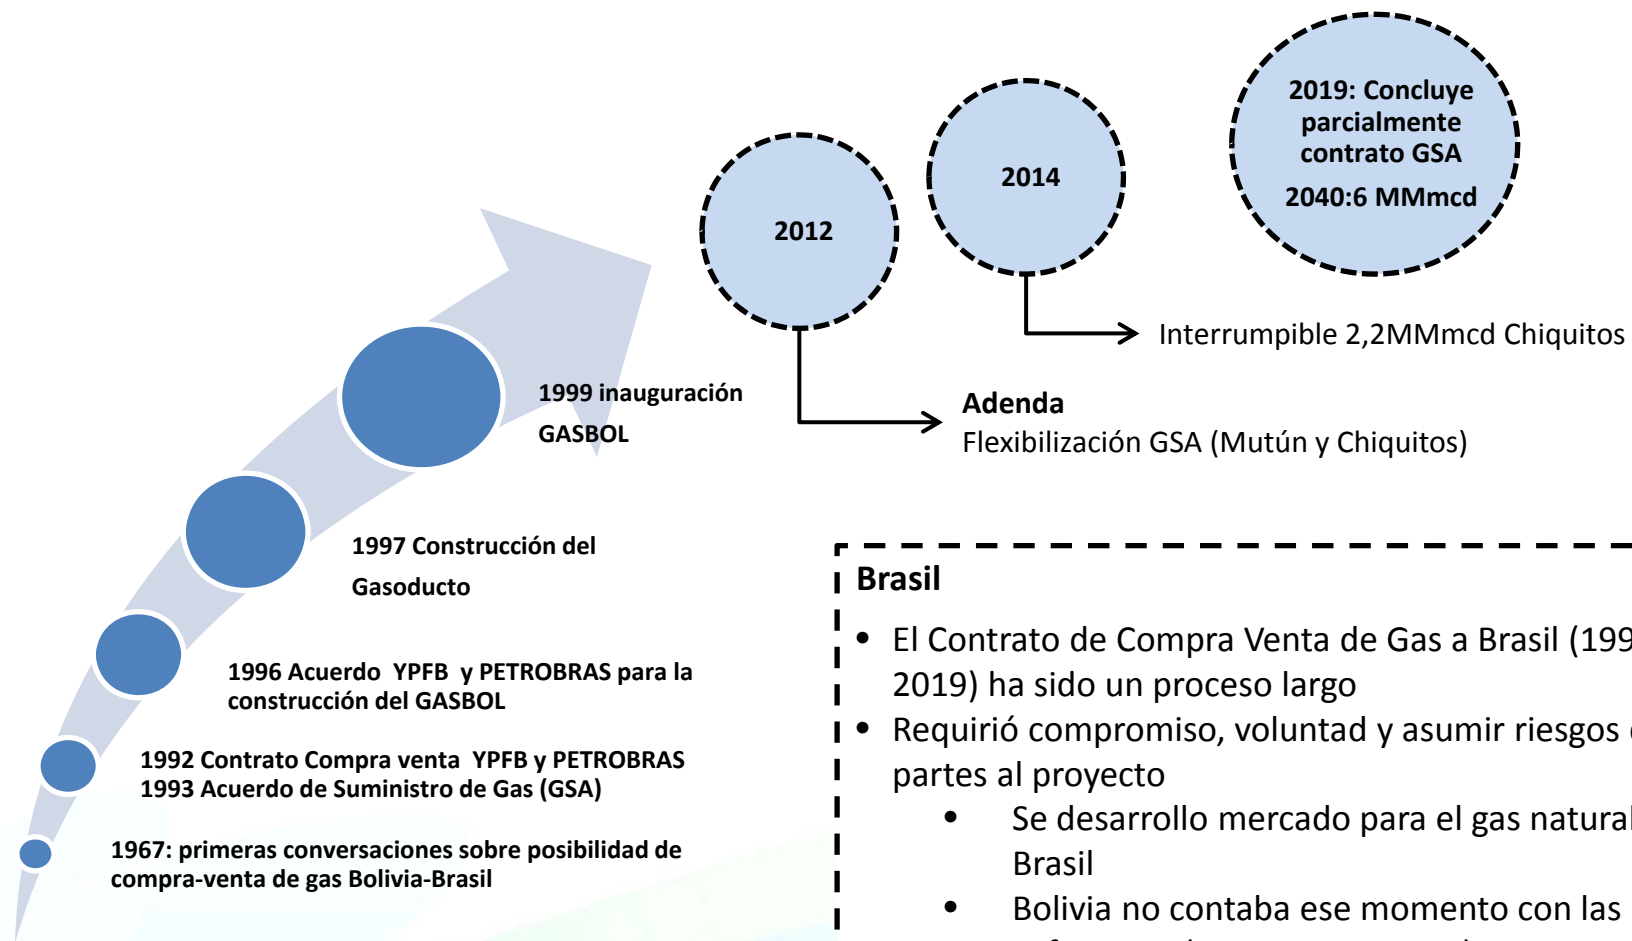 2019: Concluye
parcialmente
contrato GSA
2040:6 MMmcd
2014
2012
Interrumpible 2,2MMmcd Chiquitos
Adenda
Flexibilización GSA (Mutún y Chiquitos)
1999 inauguración
GASBOL
1997 Construcción del
Gasoducto
1996 Acuerdo YPFB y PETROBRAS para la
construcción del GASBOL
1992 Contrato Compra venta YPFB y PETROBRAS
1993 Acuerdo de Suministro de Gas (GSA)
1967: primeras conversaciones sobre posibilidad de
compra-venta de gas Bolivia-Brasil
Brasil
• El Contrato de Compra Venta de Gas a Brasil (199
2019) ha sido un proceso largo
• Requirió compromiso, voluntad y asumir riesgos
partes al proyecto
• Se desarrollo mercado para el gas natural
Brasil
• Bolivia no contaba ese momento con las